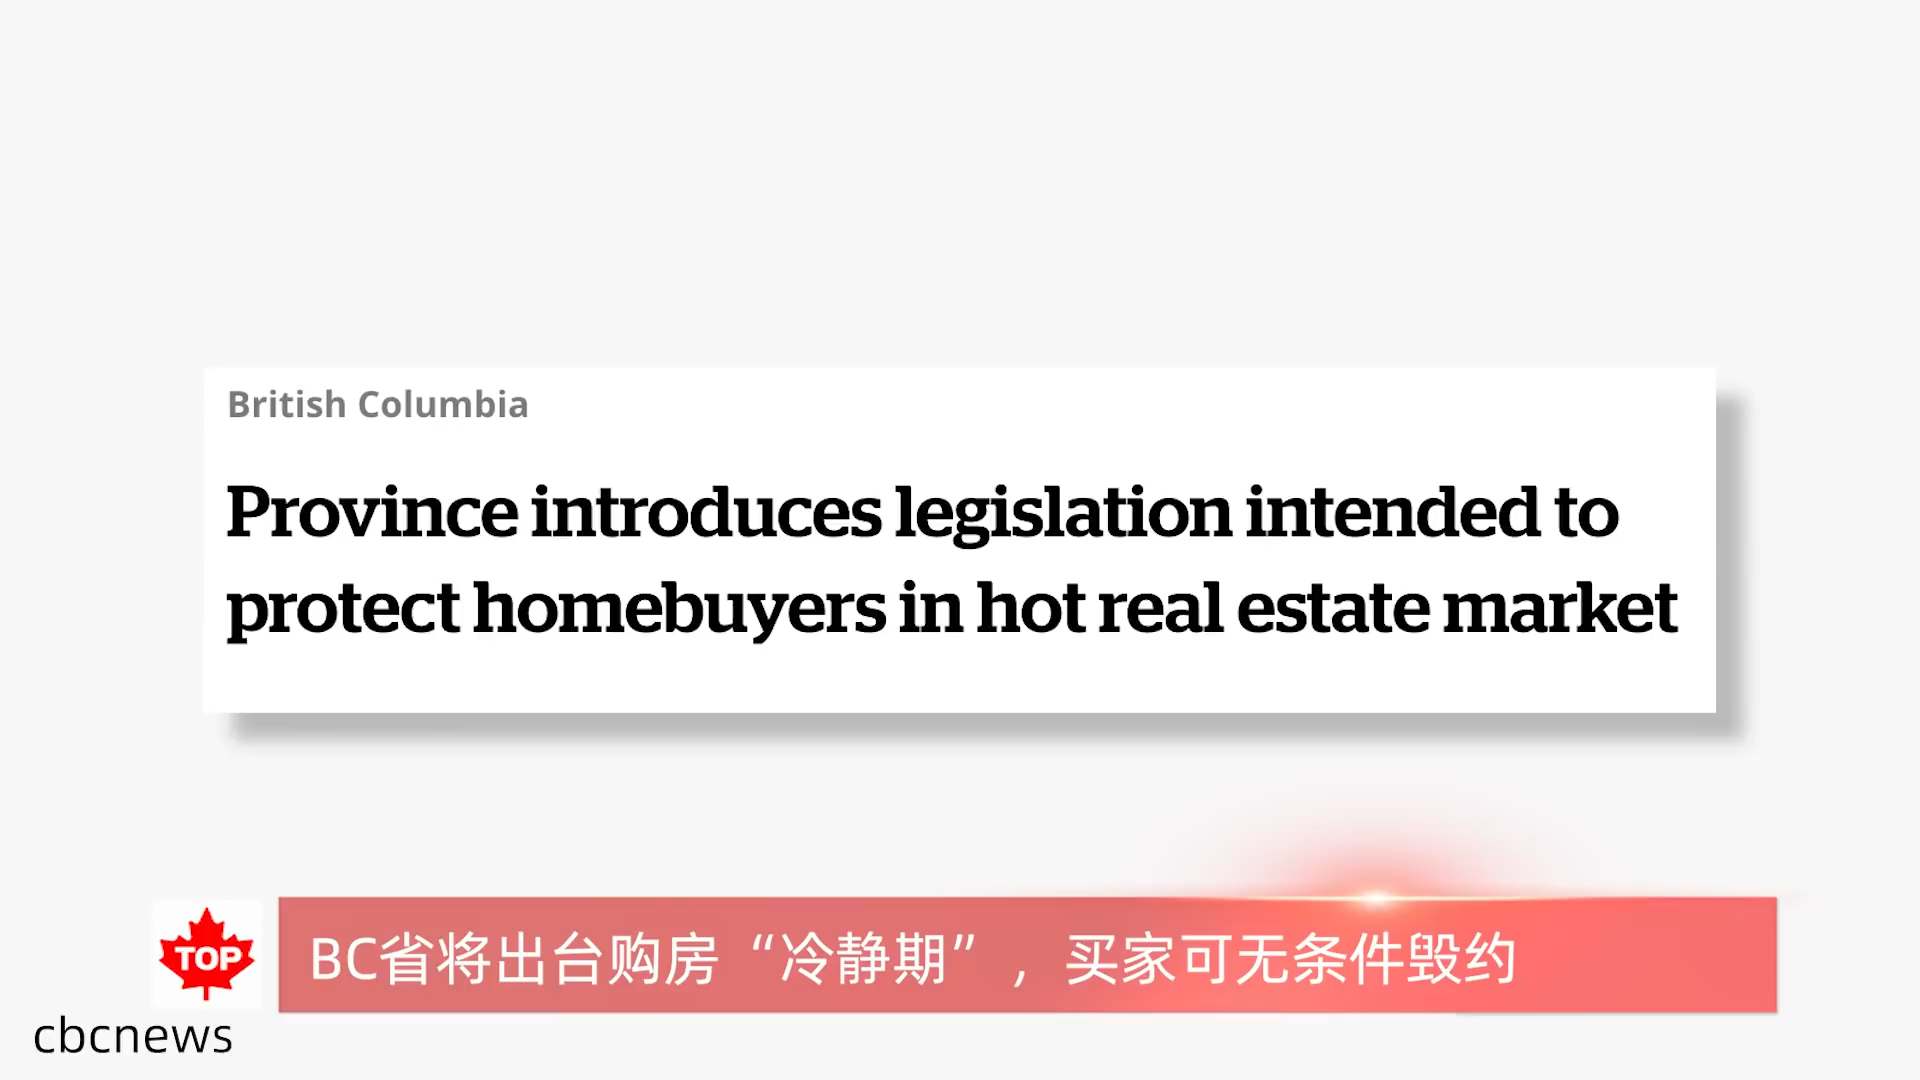 British Columbia
Province introduces legislation intended to
protect homebuyers in hot real estate market
TOP
BC省将出台购房“冷静期”，买家可无条件毁约
cbcnews